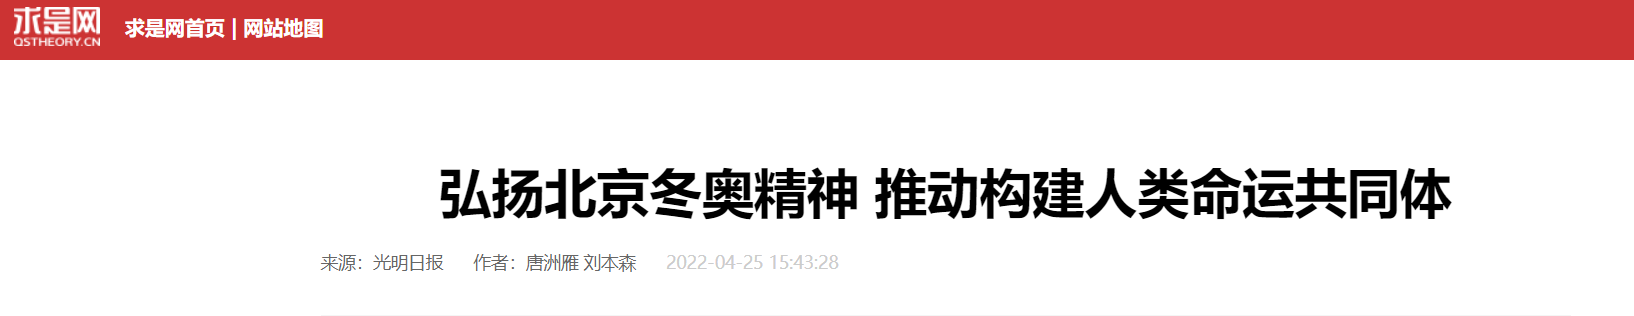 求是网
QSTHEORY.CN
求是网首页 | 网站地图
弘扬北京冬奥精神 推动构建人类命运共同体
来源：光明日报 作者：唐洲雁 刘本森 2022-04-25 15:43:28